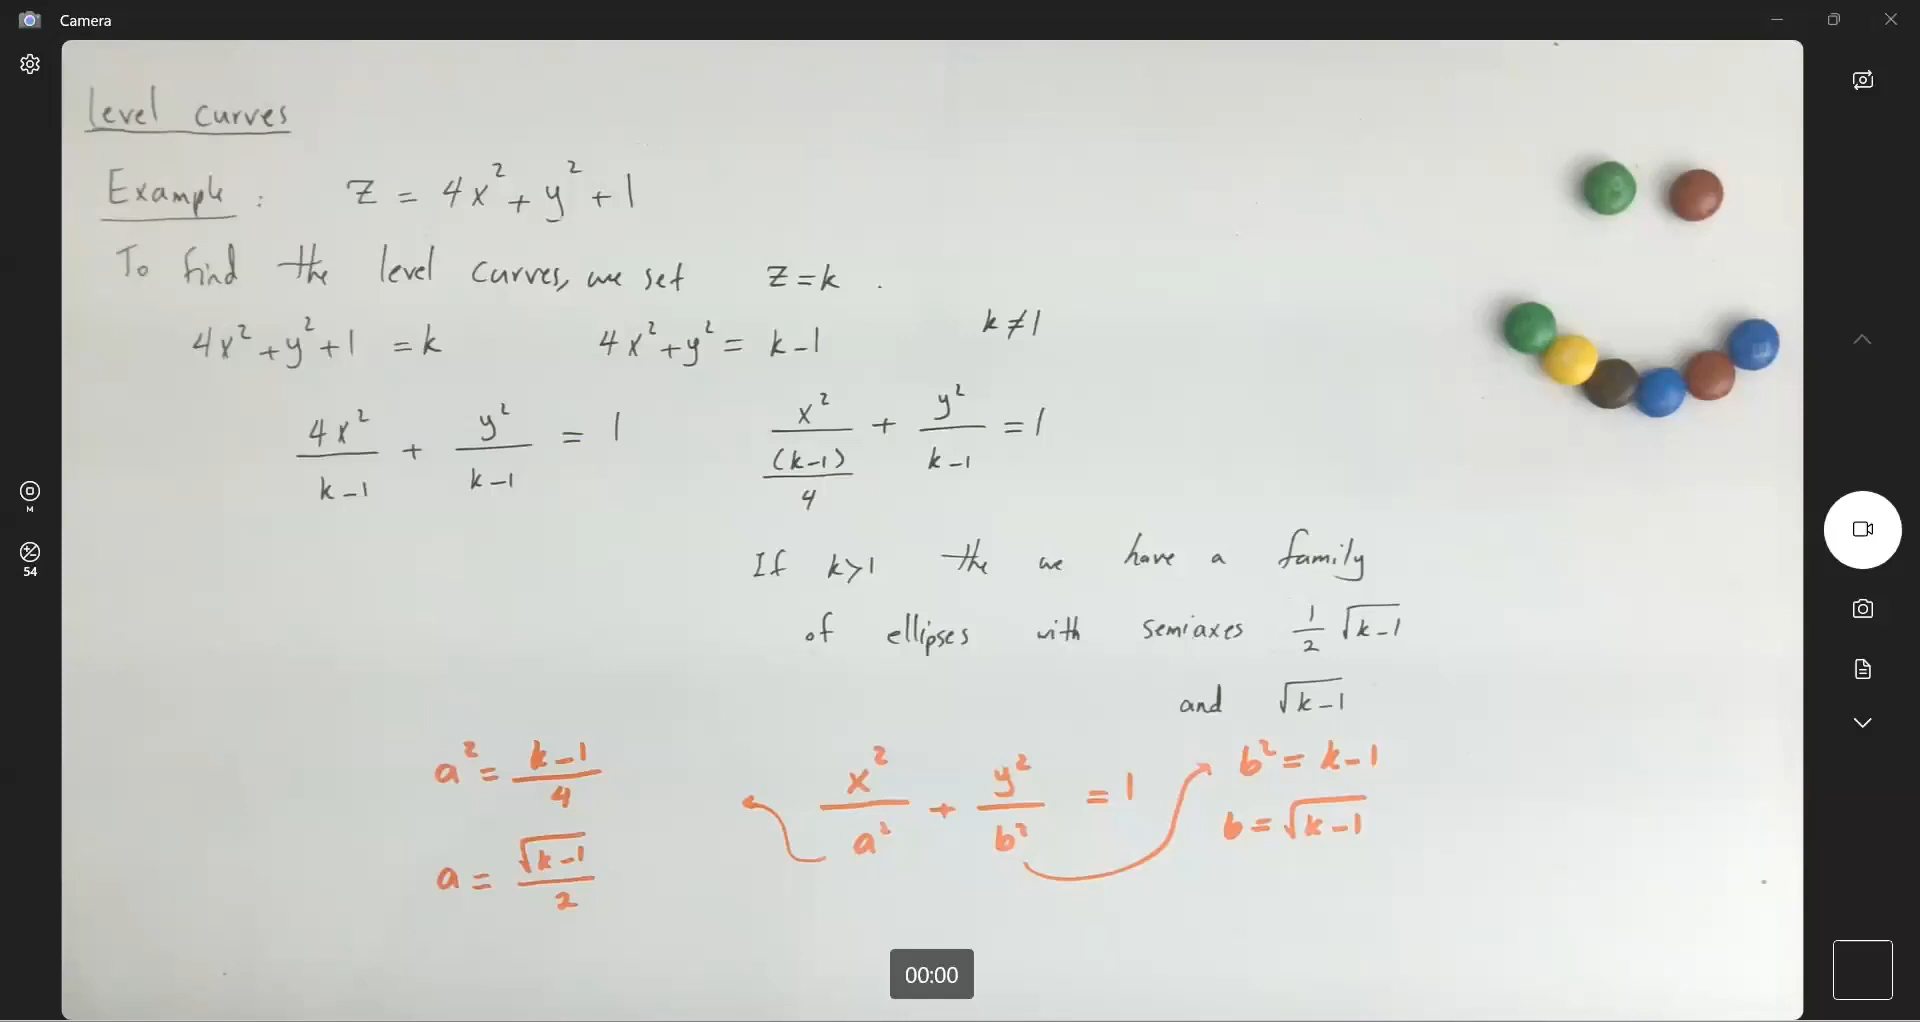 Camera
Level curves
Example : z = 4x² + y² + 1
To find the level curves, we set z = k .
4x² + y² + 1 = k 4x² + y² = k - 1 k ≠ 1
4x²/(k - 1) + y²/(k - 1) = 1 x²/((k - 1)/4) + y²/(k - 1) = 1
If k > 1 the we have a family
of ellipses with semiaxes 1/2 √(k - 1)
and √(k - 1)
a² = (k - 1)/4 x²/a² + y²/b² = 1 b² = k - 1
a = √(k - 1)/2 b = √(k - 1)
M
54
00:00